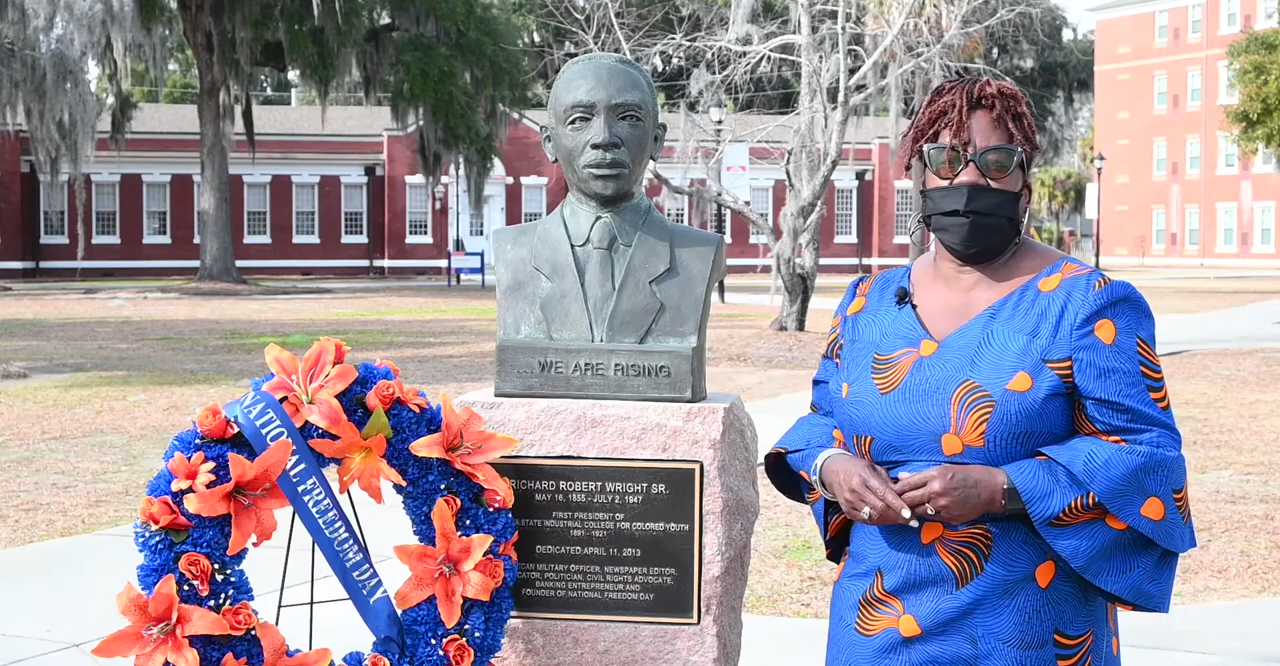 ...WE ARE RISING
NATIONAL FREEDOM DAY
RICHARD ROBERT WRIGHT SR.
MAY 16, 1855 - JULY 2, 1947
FIRST PRESIDENT OF
STATE INDUSTRIAL COLLEGE FOR COLORED YOUTH
1891 - 1921
DEDICATED APRIL 11, 2013
MILITARY OFFICER, NEWSPAPER EDITOR,
POLITICIAN, CIVIL RIGHTS ADVOCATE,
BANKING ENTREPRENEUR AND
FOUNDER OF NATIONAL FREEDOM DAY